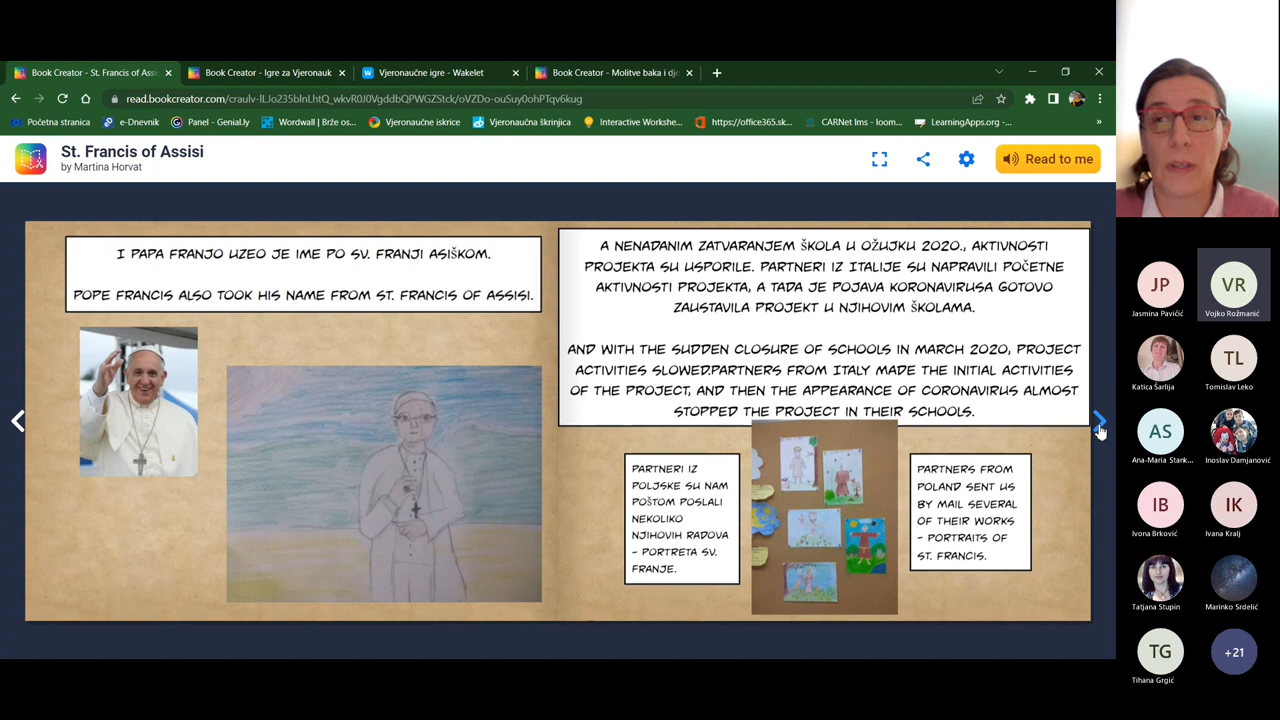 Book Creator - St. Francis of Assi
Book Creator - Igre za Vjeronauk
Vjeronaučne igre - Wakelet
Book Creator - Molitve baka i dje
read.bookcreator.com/craulv-lLJo235blnLhtQ_wkvR0J0VgddbQPWGZStck/oVZDo-ouSuy0ohPTqv6kug
Početna stranica
e-Dnevnik
Panel - Genial.ly
Wordwall | Brže os...
Vjeronaučne iskrice
Vjeronaučna škrinjica
Interactive Workshe...
https://office365.sk...
CARNet lms - loom...
LearningApps.org -...
St. Francis of Assisi
by Martina Horvat
Read to me
I PAPA FRANJO UZEO JE IME PO SV. FRANJI ASIŠKOM.
POPE FRANCIS ALSO TOOK HIS NAME FROM ST. FRANCIS OF ASSISI.
A NENADANIM ZATVARANJEM ŠKOLA U OŽUJKU 2020., AKTIVNOSTI
PROJEKTA SU USPORILE. PARTNERI IZ ITALIJE SU NAPRAVILI POČETNE
AKTIVNOSTI PROJEKTA, A TADA JE POJAVA KORONAVIRUSA GOTOVO
ZAUSTAVILA PROJEKT U NJIHOVIM ŠKOLAMA.
AND WITH THE SUDDEN CLOSURE OF SCHOOLS IN MARCH 2020, PROJECT
ACTIVITIES SLOWED.PARTNERS FROM ITALY MADE THE INITIAL ACTIVITIES
OF THE PROJECT, AND THEN THE APPEARANCE OF CORONAVIRUS ALMOST
STOPPED THE PROJECT IN THEIR SCHOOLS.
PARTNERI IZ
POLJSKE SU NAM
POŠTOM POSLALI
NEKOLIKO
NJIHOVIH RADOVA
- PORTRETA SV.
FRANJE.
PARTNERS FROM
POLAND SENT US
BY MAIL SEVERAL
OF THEIR WORKS
- PORTRAITS OF
ST. FRANCIS.
JP
Jasmina Pavičić
VR
Vojko Rožmanić
Katica Šarlija
TL
Tomislav Leko
AS
Ana-Maria Stank...
Inoslav Damjanović
IB
Ivona Brković
IK
Ivana Kralj
Tatjana Stupin
Marinko Srdelić
TG
Tihana Grgić
+21